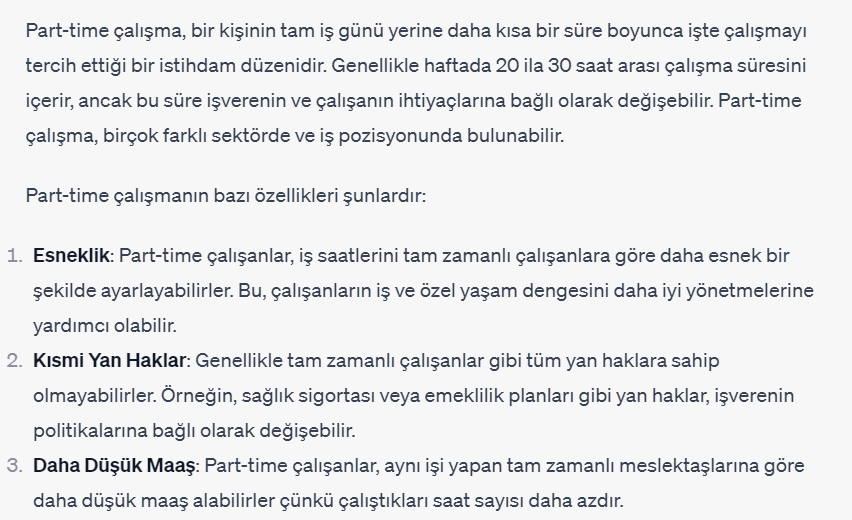 Part-time çalışma, bir kişinin tam iş günü yerine daha kısa bir süre boyunca işte çalışmayı
tercih ettiği bir istihdam düzenidir. Genellikle haftada 20 ila 30 saat arası çalışma süresini
içerir, ancak bu süre işverenin ve çalışanın ihtiyaçlarına bağlı olarak değişebilir. Part-time
çalışma, birçok farklı sektörde ve iş pozisyonunda bulunabilir.
Part-time çalışmanın bazı özellikleri şunlardır:
1. Esneklik: Part-time çalışanlar, iş saatlerini tam zamanlı çalışanlara göre daha esnek bir
şekilde ayarlayabilirler. Bu, çalışanların iş ve özel yaşam dengesini daha iyi yönetmelerine
yardımcı olabilir.
2. Kısmi Yan Haklar: Genellikle tam zamanlı çalışanlar gibi tüm yan haklara sahip
olmayabilirler. Örneğin, sağlık sigortası veya emeklilik planları gibi yan haklar, işverenin
politikalarına bağlı olarak değişebilir.
3. Daha Düşük Maaş: Part-time çalışanlar, aynı işi yapan tam zamanlı meslektaşlarına göre
daha düşük maaş alabilirler çünkü çalıştıkları saat sayısı daha azdır.